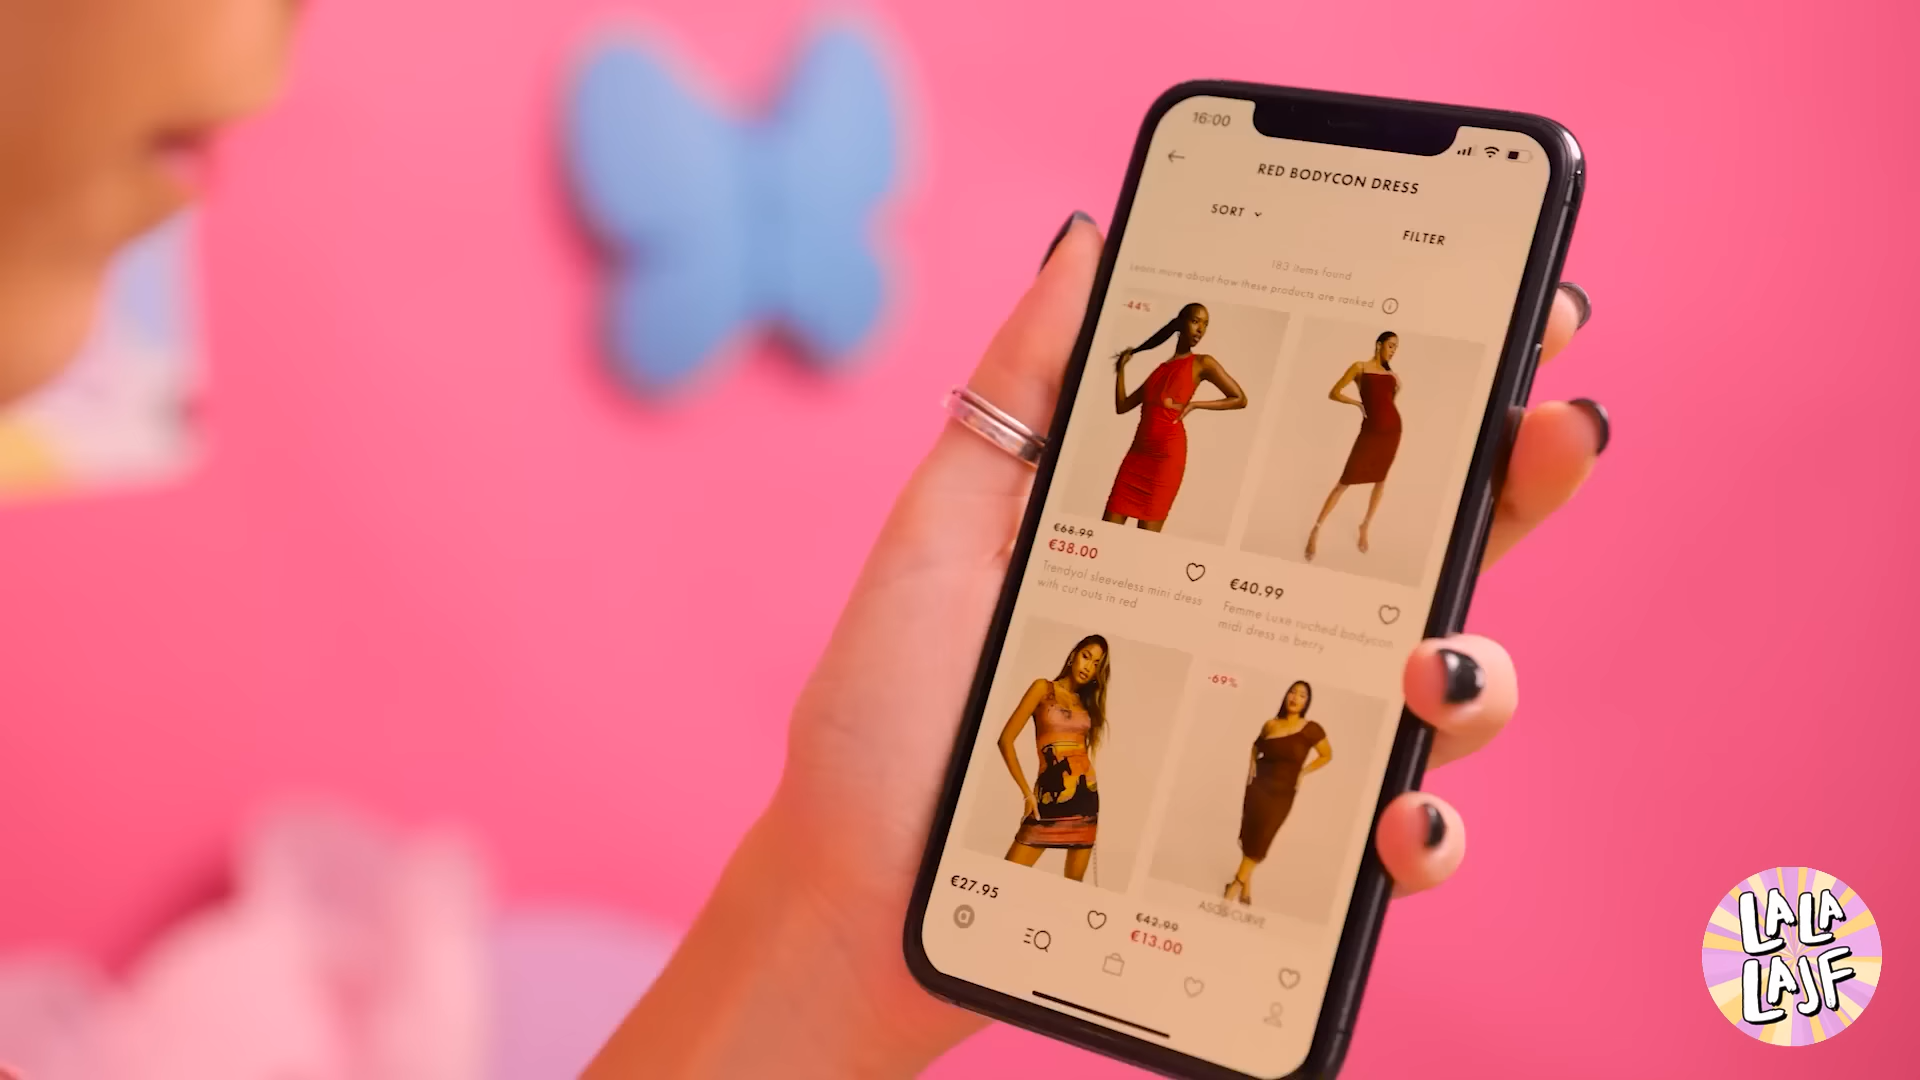 16:00
RED BODYCON DRESS
SORT
FILTER
183 items found
Learn more about how these products are ranked
-44%
€68.99
€38.00
Trendyol sleeveless mini dress
with cut outs in red
€40.99
Femme Luxe ruched bodycon
midi dress in berry
-69%
€27.95
a
ASOS CURVE
€42.99
€13.00
LA LA
LAJF